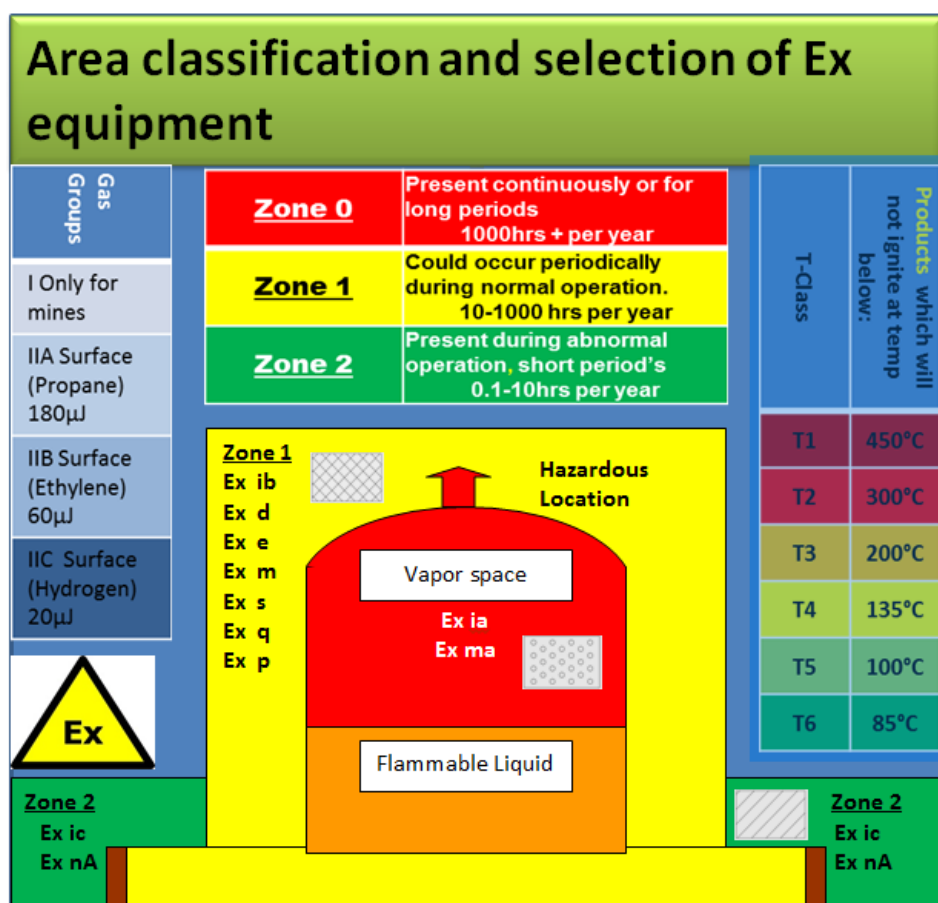 Area classification and selection of Ex
equipment
Gas
Groups
I Only for
mines
IIA Surface
(Propane)
180µJ
IIB Surface
(Ethylene)
60µJ
IIC Surface
(Hydrogen)
20µJ
Ex
Zone 0
Present continuously or for
long periods
1000hrs + per year
Zone 1
Could occur periodically
during normal operation.
10-1000 hrs per year
Zone 2
Present during abnormal
operation, short period's
0.1-10hrs per year
T-Class
Products which will
not ignite at temp
below:
T1 450°C
T2 300°C
T3 200°C
T4 135°C
T5 100°C
T6 85°C
Zone 1
Ex ib
Ex d
Ex e
Ex m
Ex s
Ex q
Ex p
Hazardous
Location
Vapor space
Ex ia
Ex ma
Flammable Liquid
Zone 2
Ex ic
Ex nA
Zone 2
Ex ic
Ex nA